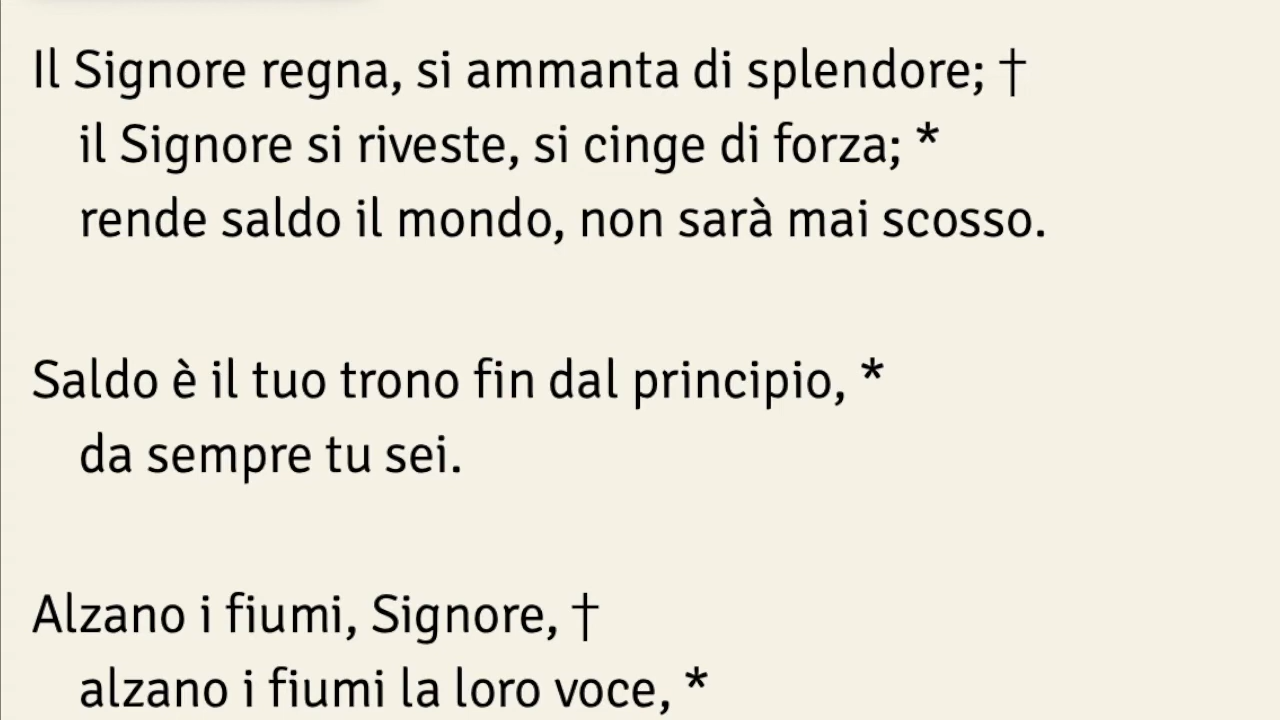 Il Signore regna, si ammanta di splendore; †
il Signore si riveste, si cinge di forza; *
rende saldo il mondo, non sarà mai scosso.
Saldo è il tuo trono fin dal principio, *
da sempre tu sei.
Alzano i fiumi, Signore, †
alzano i fiumi la loro voce, *